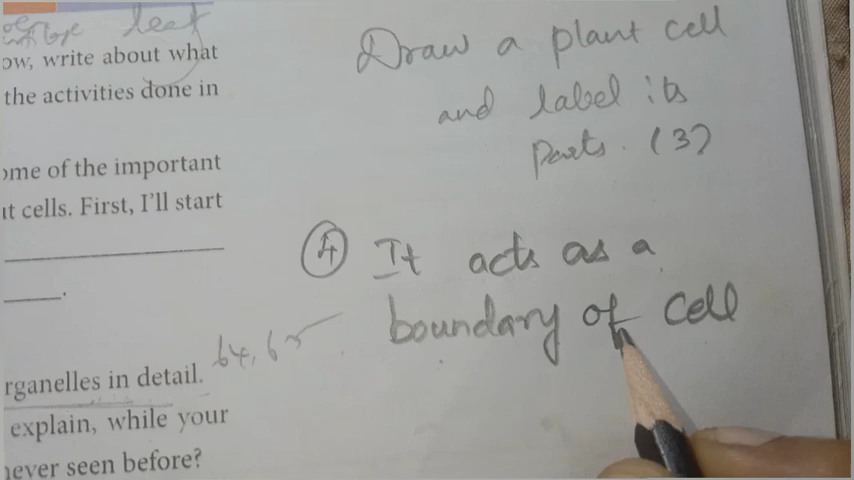 leaf
ow, write about what
the activities done in
ome of the important
t cells. First, I'll start
rganelles in detail.
explain, while your
never seen before?
64, 65
Draw a plant cell
and label its
Parts. (3)
4 It acts as a
boundary of cell